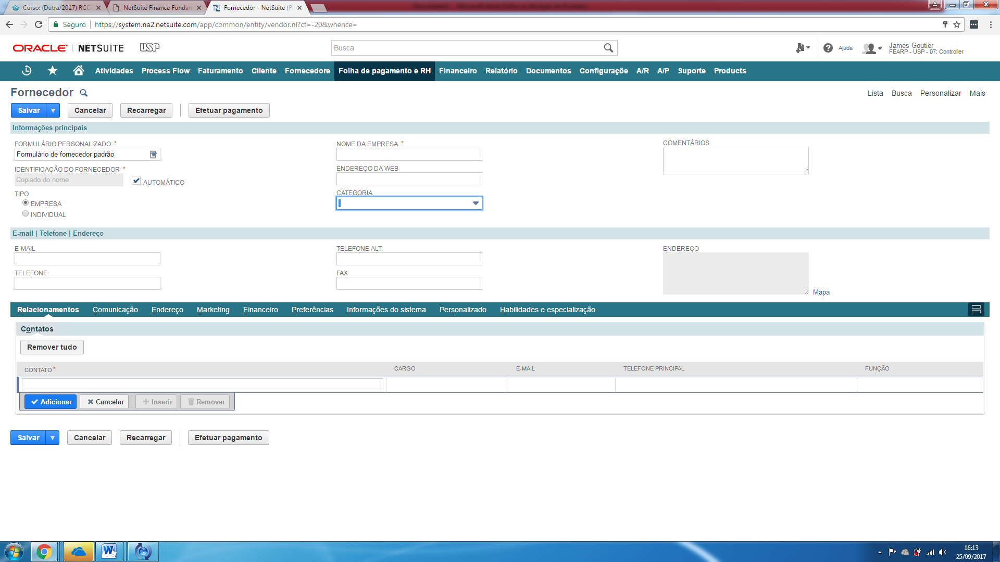 Curso: (Dutra/2017) RCC
NetSuite Finance Fundam
Fornecedor - NetSuite (F
Seguro https://system.na2.netsuite.com/app/common/entity/vendor.nl?cf=-20&whence=
ORACLE | NETSUITE USP
Busca
Ajuda
James Goutier
FEARP - USP - 07: Controller
Atividades Process Flow Faturamento Cliente Fornecedore Folha de pagamento e RH Financeiro Relatório Documentos Configuraçõe A/R A/P Suporte Products
Fornecedor
Lista Busca Personalizar Mais
Salvar Cancelar Recarregar Efetuar pagamento
Informações principais
FORMULÁRIO PERSONALIZADO *
Formulário de fornecedor padrão
IDENTIFICAÇÃO DO FORNECEDOR *
Copiado do nome
AUTOMÁTICO
TIPO
EMPRESA
INDIVIDUAL
NOME DA EMPRESA *
ENDEREÇO DA WEB
CATEGORIA
COMENTÁRIOS
E-mail | Telefone | Endereço
E-MAIL
TELEFONE
TELEFONE ALT.
FAX
ENDEREÇO
Mapa
Relacionamentos Comunicação Endereço Marketing Financeiro Preferências Informações do sistema Personalizado Habilidades e especialização
Contatos
Remover tudo
CONTATO * CARGO E-MAIL TELEFONE PRINCIPAL FUNÇÃO
Adicionar Cancelar Inserir Remover
Salvar Cancelar Recarregar Efetuar pagamento
16:13
25/09/2017